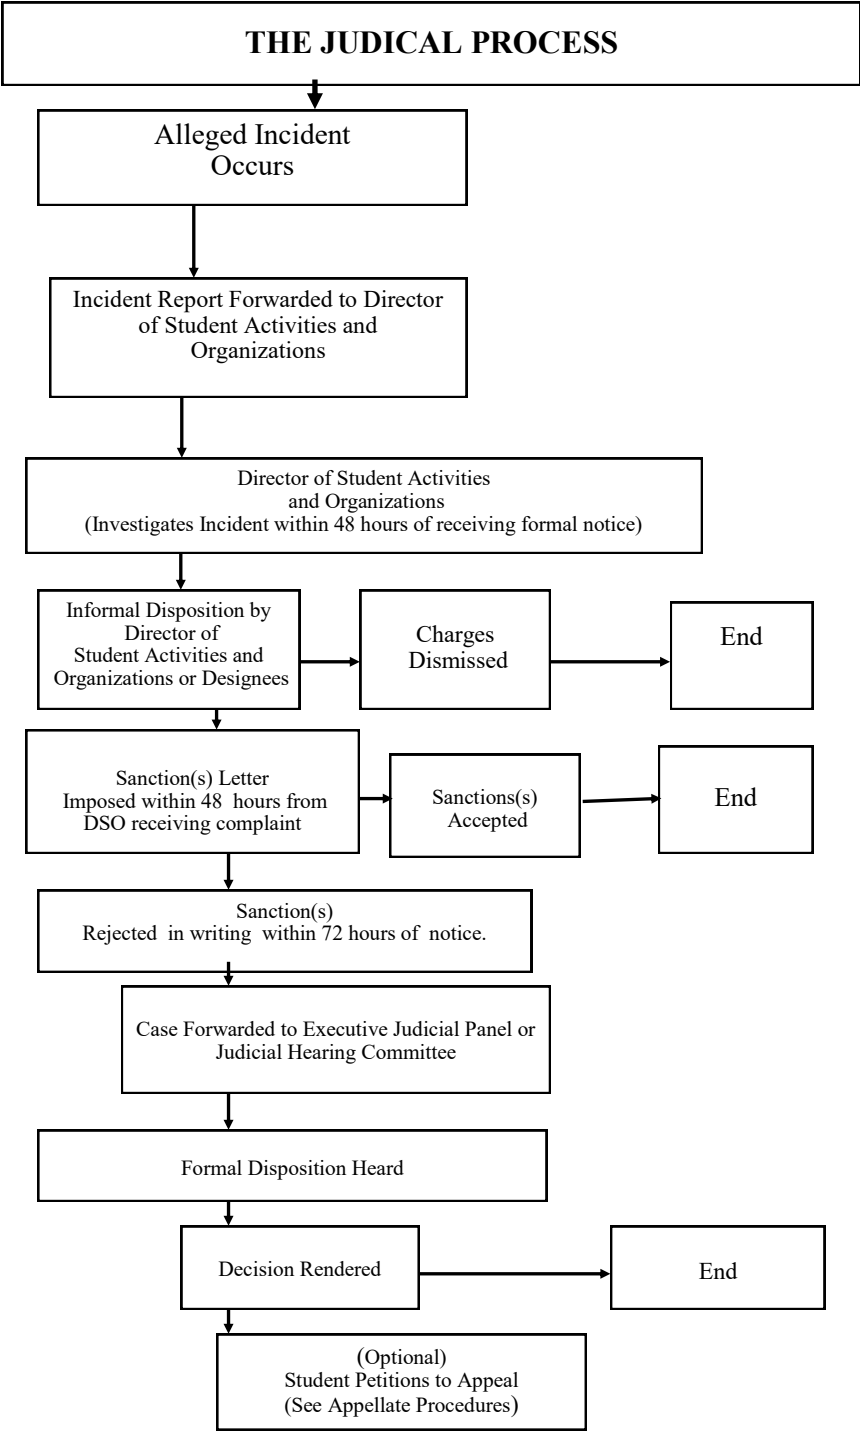 THE JUDICAL PROCESS
Alleged Incident
Occurs
Incident Report Forwarded to Director
of Student Activities and
Organizations
Director of Student Activities
and Organizations
(Investigates Incident within 48 hours of receiving formal notice)
Informal Disposition by
Director of
Student Activities and
Organizations or Designees
Charges
Dismissed
End
Sanction(s) Letter
Imposed within 48 hours from
DSO receiving complaint
Sanctions(s)
Accepted
End
Sanction(s)
Rejected in writing within 72 hours of notice.
Case Forwarded to Executive Judicial Panel or
Judicial Hearing Committee
Formal Disposition Heard
Decision Rendered
End
(Optional)
Student Petitions to Appeal
(See Appellate Procedures)